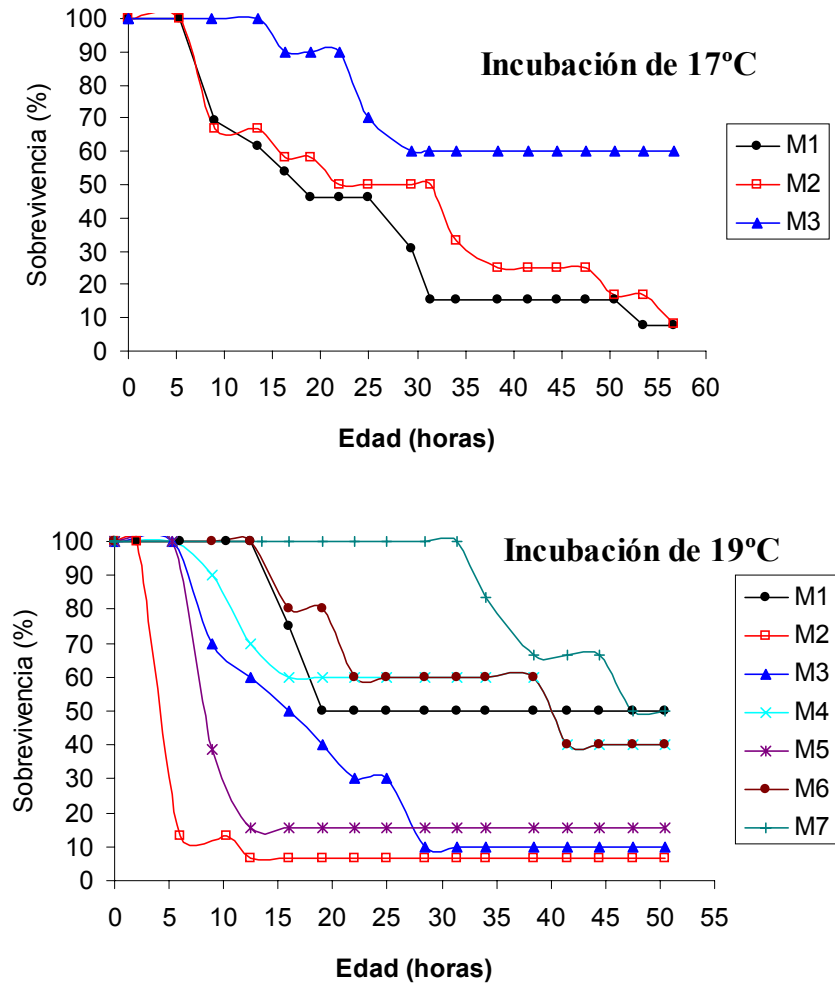 Incubación de 17ºC
Sobrevivencia (%)
100
90
80
70
60
50
40
30
20
10
0
0 5 10 15 20 25 30 35 40 45 50 55 60
Edad (horas)
M1
M2
M3
Incubación de 19ºC
Sobrevivencia (%)
100
90
80
70
60
50
40
30
20
10
0
0 5 10 15 20 25 30 35 40 45 50 55
Edad (horas)
M1
M2
M3
M4
M5
M6
M7